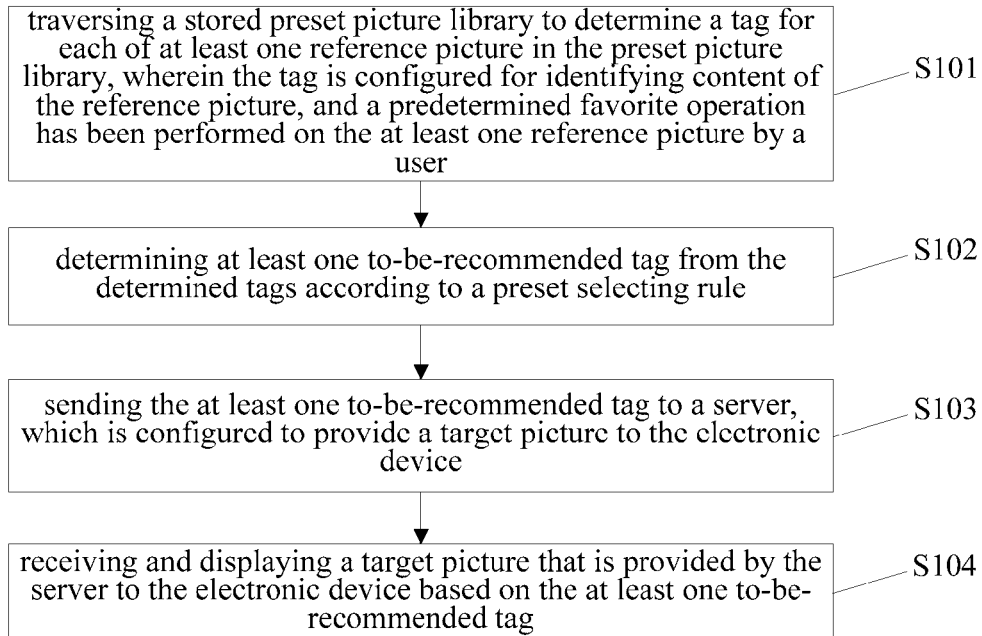 traversing a stored preset picture library to determine a tag for
each of at least one reference picture in the preset picture
library, wherein the tag is configured for identifying content of
the reference picture, and a predetermined favorite operation
has been performed on the at least one reference picture by a
user
S101
determining at least one to-be-recommended tag from the
determined tags according to a preset selecting rule
S102
sending the at least one to-be-recommended tag to a server,
which is configured to provide a target picture to the electronic
device
S103
receiving and displaying a target picture that is provided by the
server to the electronic device based on the at least one to-be-
recommended tag
S104